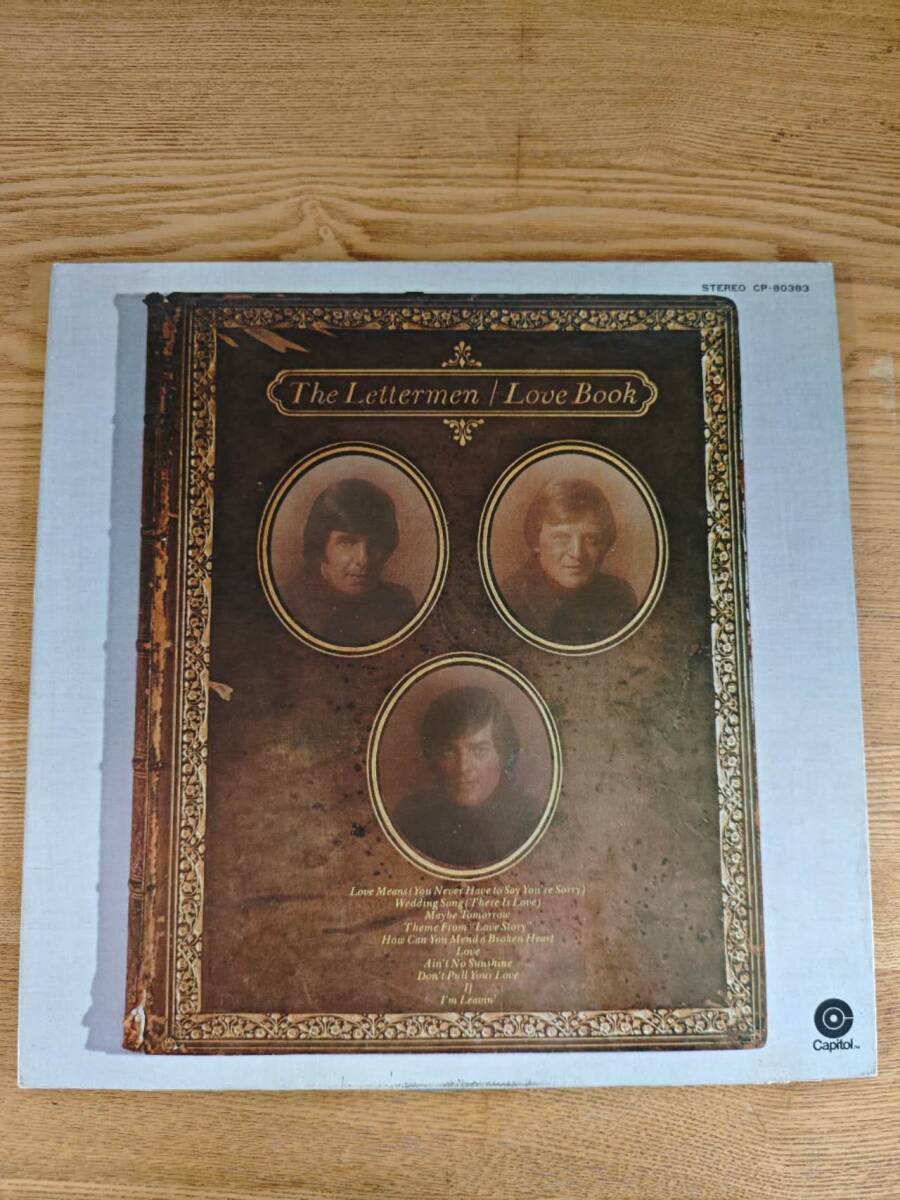 STEREO CP-80383
The Lettermen / Love Book
Love Means (You Never Have to Say You're Sorry)
Wedding Song (There Is Love)
Maybe Tomorrow
Theme From "Love Story"
How Can You Mend a Broken Heart
Love
Ain't No Sunshine
Don't Pull Your Love
If
I'm Leavin'
Capitol™